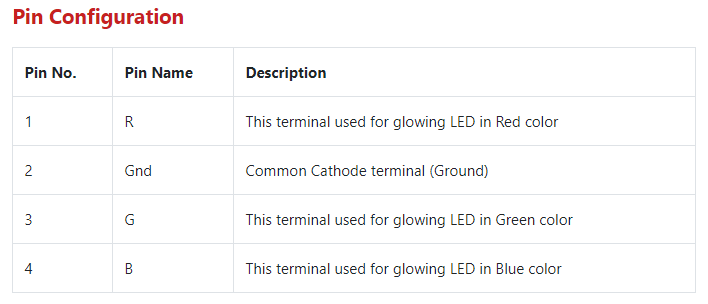 Pin Configuration
Pin No. Pin Name Description
1 R This terminal used for glowing LED in Red color
2 Gnd Common Cathode terminal (Ground)
3 G This terminal used for glowing LED in Green color
4 B This terminal used for glowing LED in Blue color